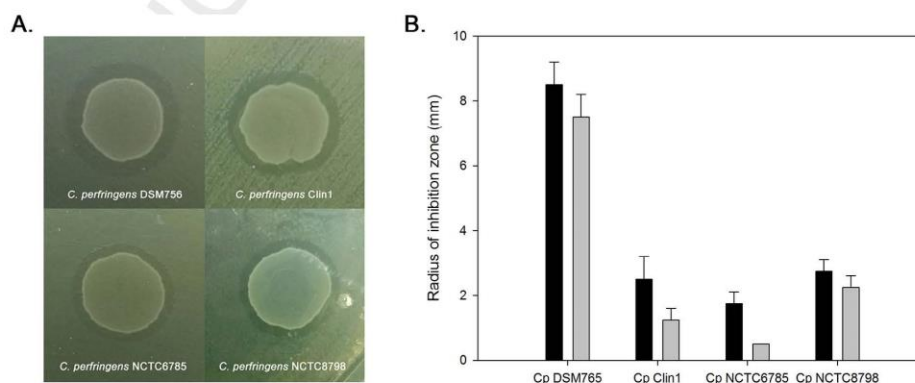 A.
C. perfringens DSM756
C. perfringens Clin1
C. perfringens NCTC6785
C. perfringens NCTC8798
B.
Radius of inhibition zone (mm)
10
8
6
4
2
0
Cp DSM765
Cp Clin1
Cp NCTC6785
Cp NCTC8798